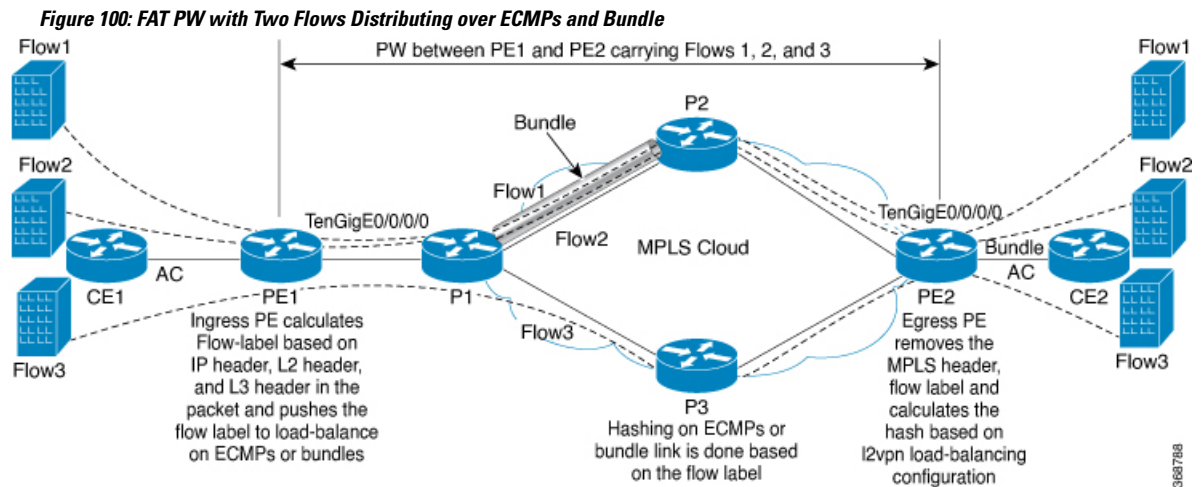 Figure 100: FAT PW with Two Flows Distributing over ECMPs and Bundle
Flow1
PW between PE1 and PE2 carrying Flows 1, 2, and 3
Flow1
P2
Bundle
Flow2
Flow2
Flow1
TenGigE0/0/0/0
TenGigE0/0/0/0
Flow2
MPLS Cloud
Bundle
AC
AC
CE1
PE1
P1
PE2
CE2
Flow3
Flow3
Flow3
Ingress PE calculates
Flow-label based on
IP header, L2 header,
and L3 header in the
packet and pushes the
flow label to load-balance
on ECMPs or bundles
P3
Hashing on ECMPs or
bundle link is done based
on the flow label
Egress PE
removes the
MPLS header,
flow label and
calculates the
hash based on
l2vpn load-balancing
configuration
368788